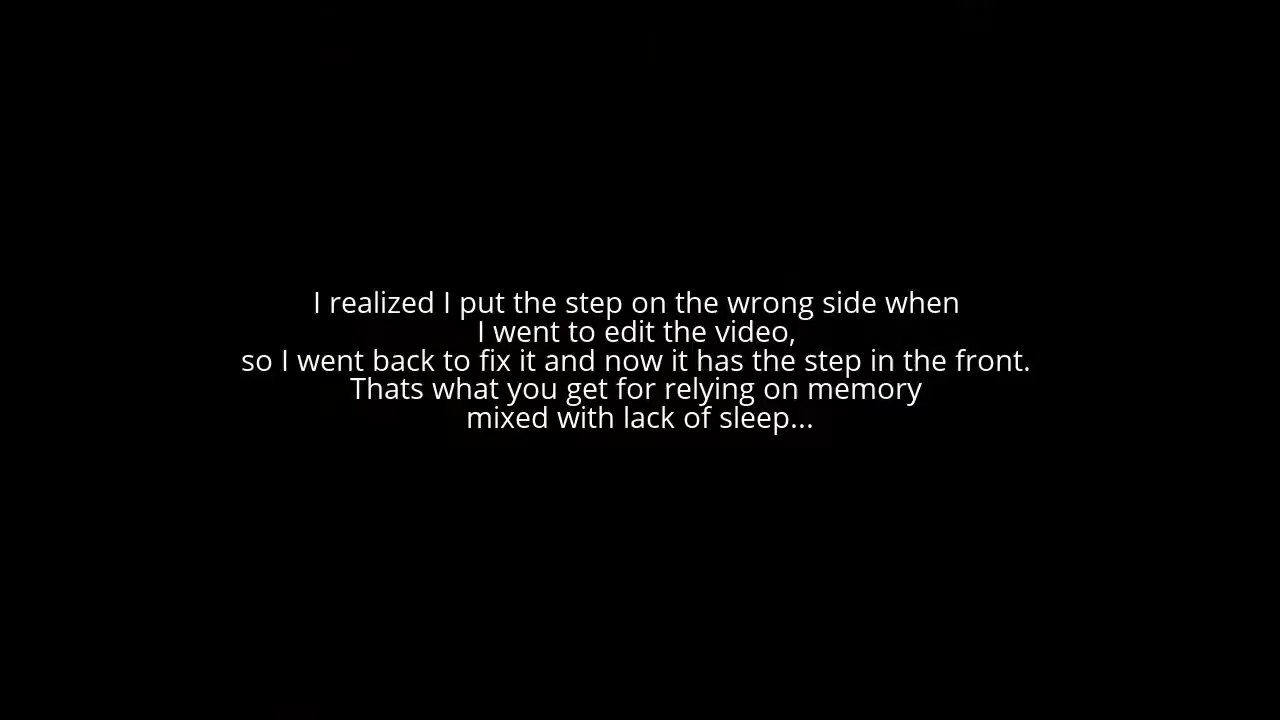 I realized I put the step on the wrong side when
I went to edit the video,
so I went back to fix it and now it has the step in the front.
Thats what you get for relying on memory
mixed with lack of sleep...